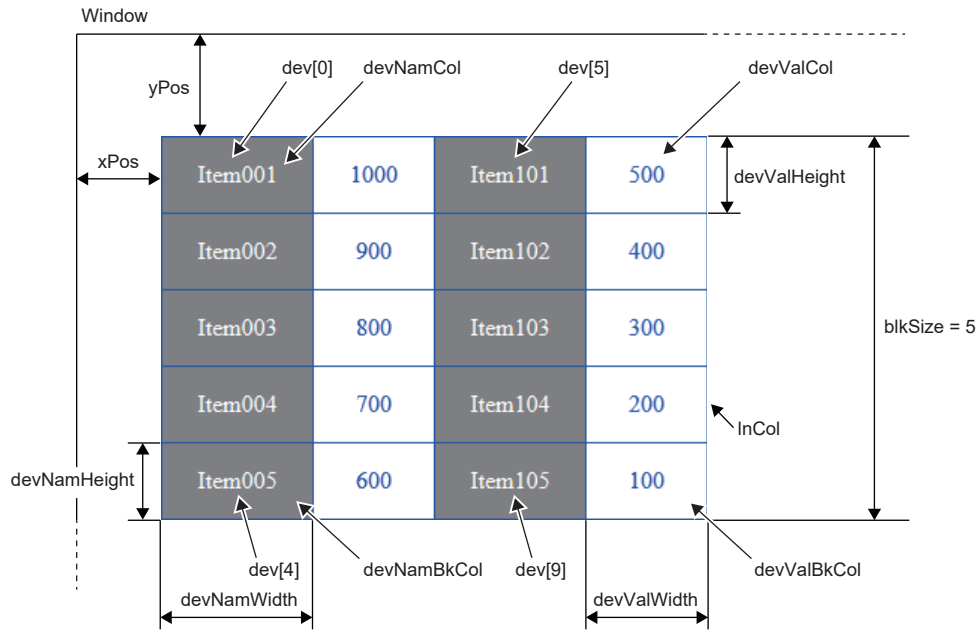 Window
dev[0] devNamCol dev[5] devValCol
yPos
xPos
Item001 1000 Item101 500
devValHeight
Item002 900 Item102 400
Item003 800 Item103 300
blkSize = 5
Item004 700 Item104 200
lnCol
devNamHeight
Item005 600 Item105 100
dev[4] devNamBkCol dev[9] devValBkCol
devNamWidth devValWidth